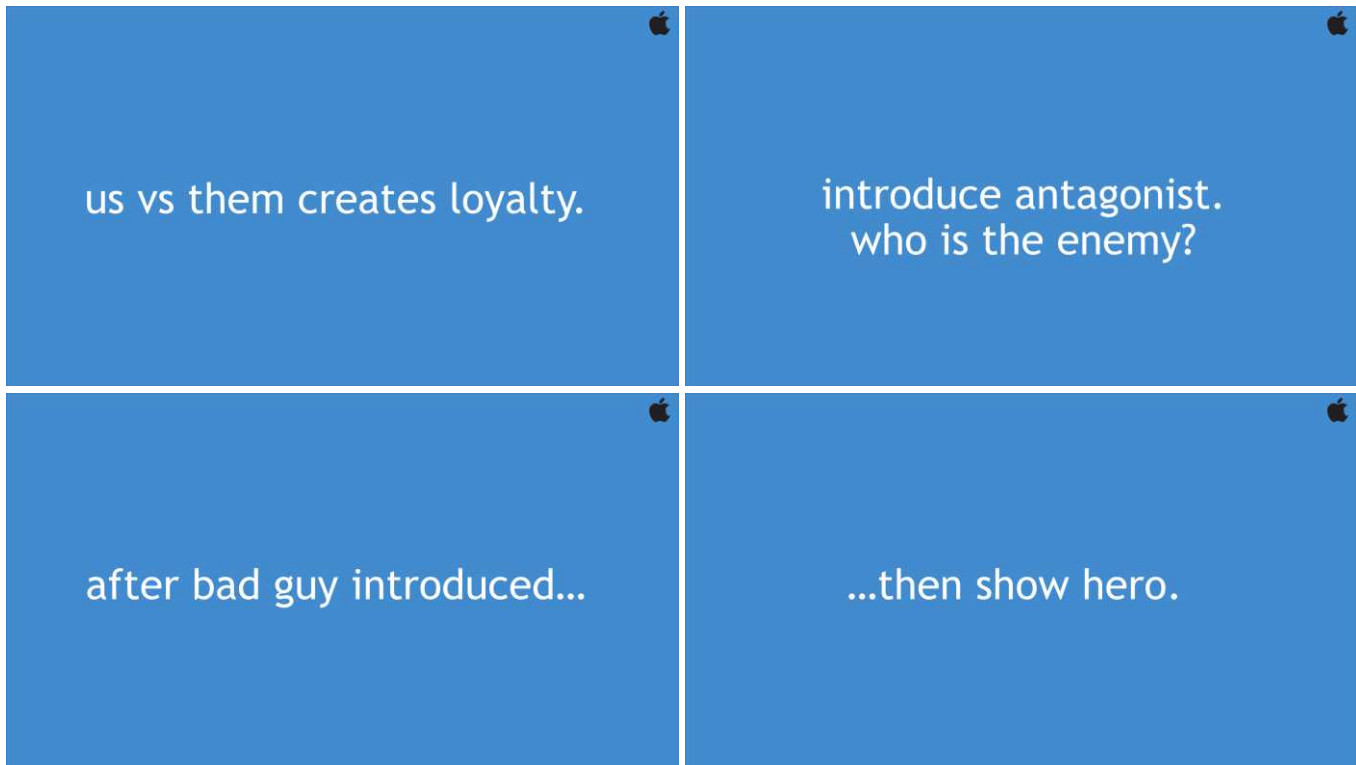 us vs them creates loyalty.
introduce antagonist.
who is the enemy?
after bad guy introduced…
…then show hero.